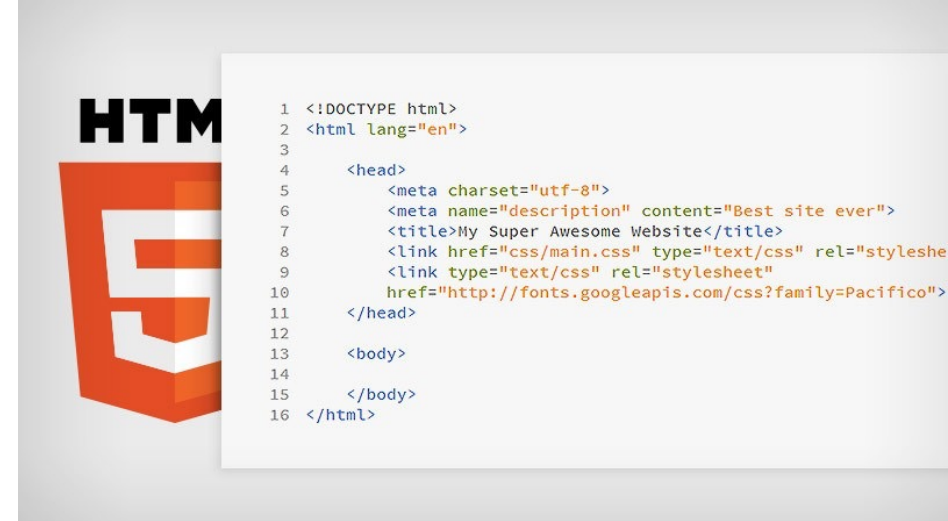 HTM
5
1 <!DOCTYPE html>
2 <html lang="en">
3
4 <head>
5 <meta charset="utf-8">
6 <meta name="description" content="Best site ever">
7 <title>My Super Awesome Website</title>
8 <link href="css/main.css" type="text/css" rel="styleshe
9 <link type="text/css" rel="stylesheet"
10 href="http://fonts.googleapis.com/css?family=Pacifico">
11 </head>
12
13 <body>
14
15 </body>
16 </html>